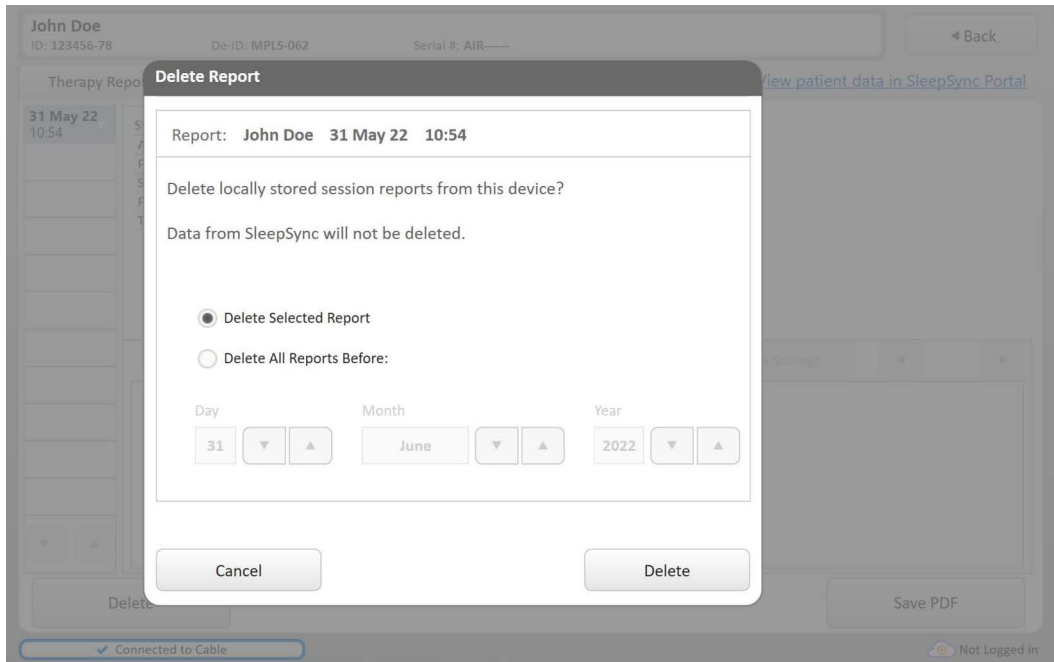 John Doe
ID: 123456-78 De-ID: MPLS-062 Serial #: AIR------
◄ Back
Therapy Repo
View patient data in SleepSync Portal
Delete Report
31 May 22
10:54
Report: John Doe 31 May 22 10:54
Delete locally stored session reports from this device?
Data from SleepSync will not be deleted.
Delete Selected Report
Delete All Reports Before:
Settings
Day Month Year
31 June 2022
Cancel Delete
Delete Save PDF
✔ Connected to Cable Not Logged in